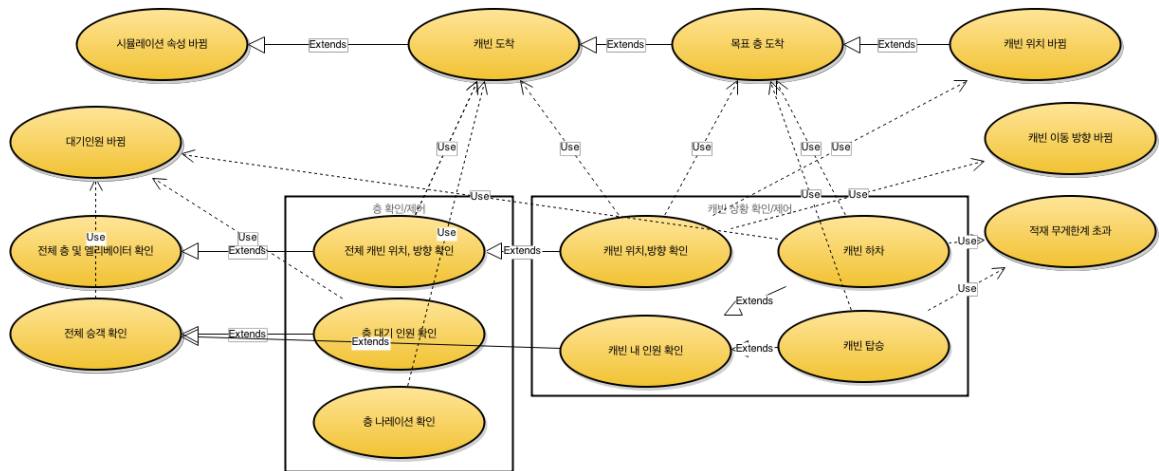 시뮬레이션 속성 바뀜
Extends
캐빈 도착
Extends
목표 층 도착
Extends
캐빈 위치 바뀜
대기인원 바뀜
Use
Use
Use
Use
Use
캐빈 이동 방향 바뀜
Use
Use
Use
층 확인/제어
캐빈 상황 확인/제어
Use
Use
Use
전체 층 및 엘리베이터 확인
Extends
전체 캐빈 위치, 방향 확인
Extends
캐빈 위치,방향 확인
캐빈 하차
Use
적재 무게한계 초과
Use
Extends
전체 승객 확인
Extends
층 대기 인원 확인
Extends
캐빈 내 인원 확인
Extends
캐빈 탑승
층 나레이션 확인